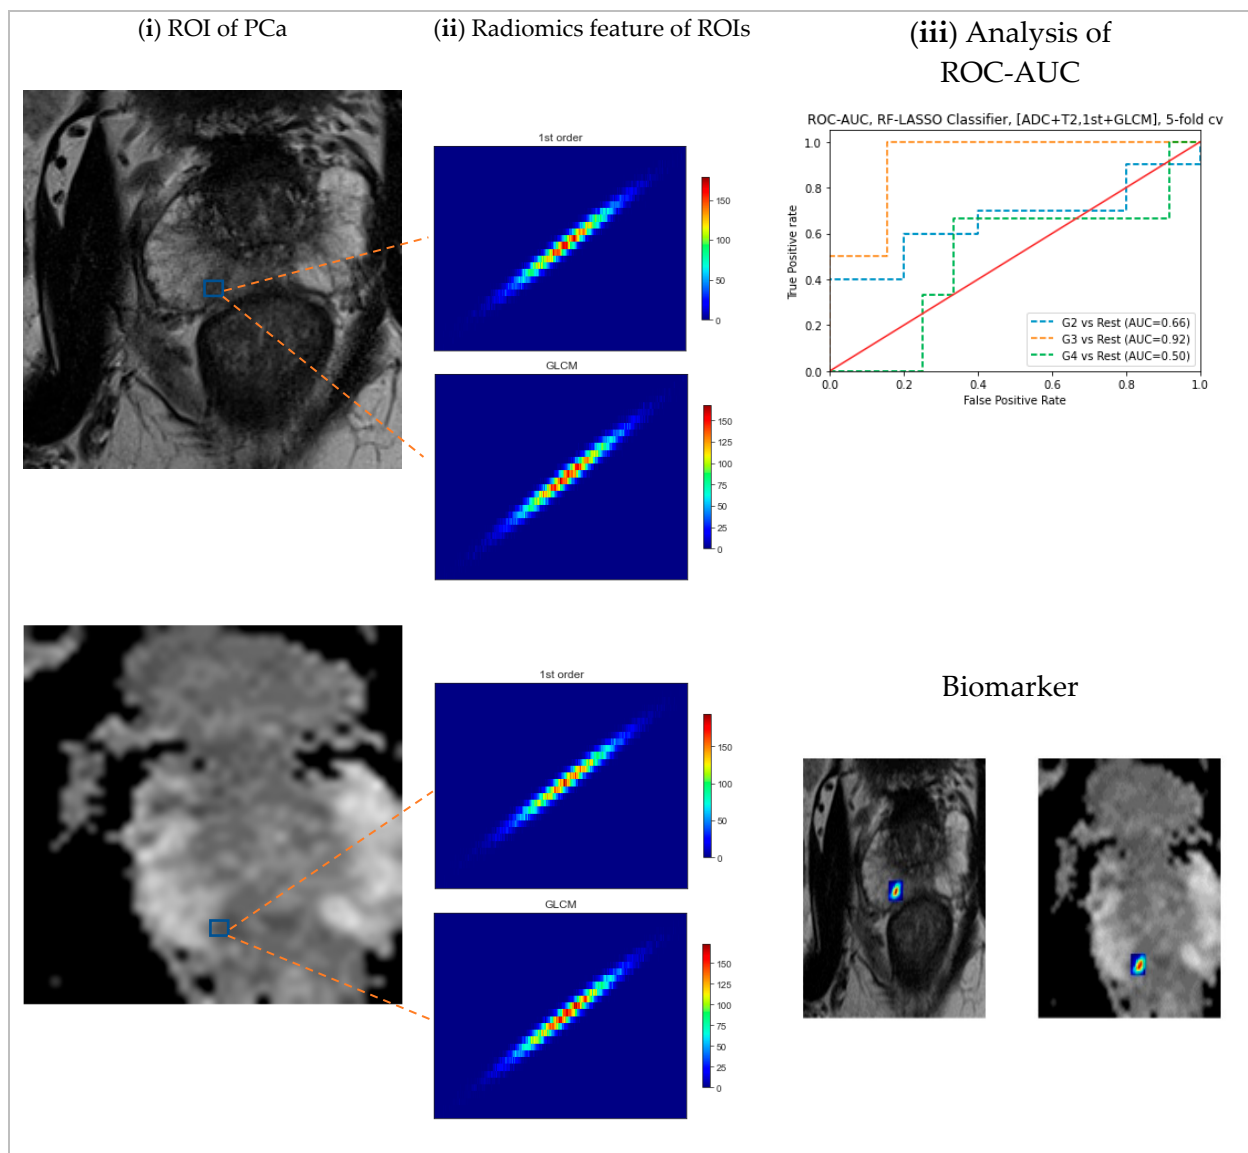 (i) ROI of PCa
(ii) Radiomics feature of ROIs
(iii) Analysis of
ROC-AUC
1st order
150
100
50
0
GLCM
150
125
100
75
50
25
0
ROC-AUC, RF-LASSO Classifier, [ADC+T2,1st+GLCM], 5-fold cv
True Positive rate
1.0
0.8
0.6
0.4
0.2
0.0
G2 vs Rest (AUC=0.66)
G3 vs Rest (AUC=0.92)
G4 vs Rest (AUC=0.50)
0.0 0.2 0.4 0.6 0.8 1.0
False Positive Rate
1st order
150
100
50
0
GLCM
150
125
100
75
50
25
0
Biomarker